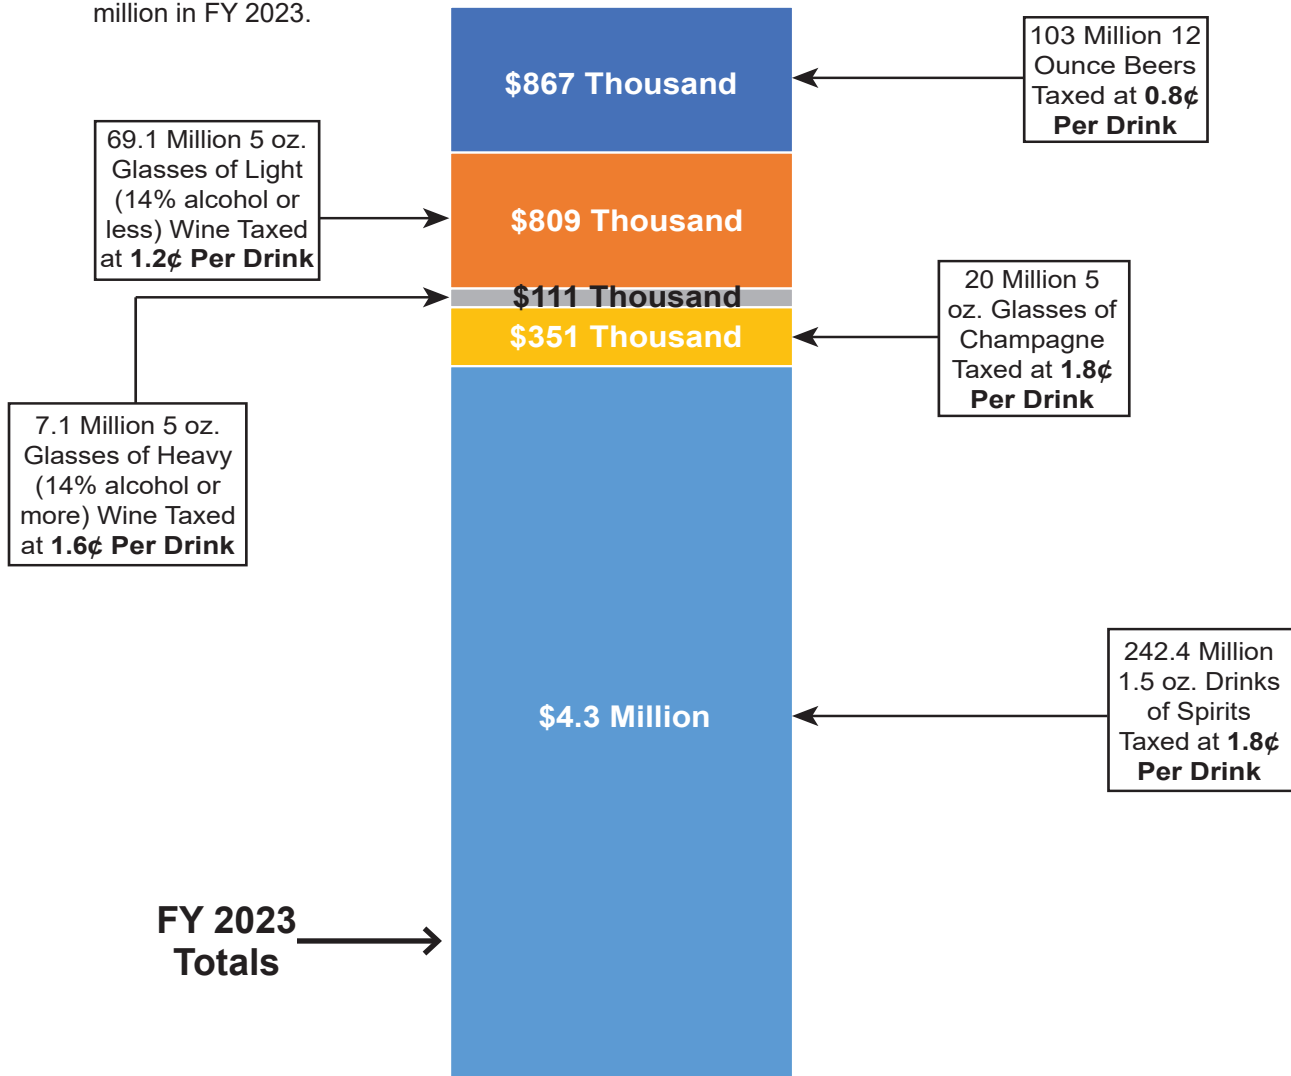 million in FY 2023.
$867 Thousand
103 Million 12
Ounce Beers
Taxed at 0.8¢
Per Drink
69.1 Million 5 oz.
Glasses of Light
(14% alcohol or
less) Wine Taxed
at 1.2¢ Per Drink
$809 Thousand
$111 Thousand
$351 Thousand
20 Million 5
oz. Glasses of
Champagne
Taxed at 1.8¢
Per Drink
7.1 Million 5 oz.
Glasses of Heavy
(14% alcohol or
more) Wine Taxed
at 1.6¢ Per Drink
$4.3 Million
242.4 Million
1.5 oz. Drinks
of Spirits
Taxed at 1.8¢
Per Drink
FY 2023
Totals